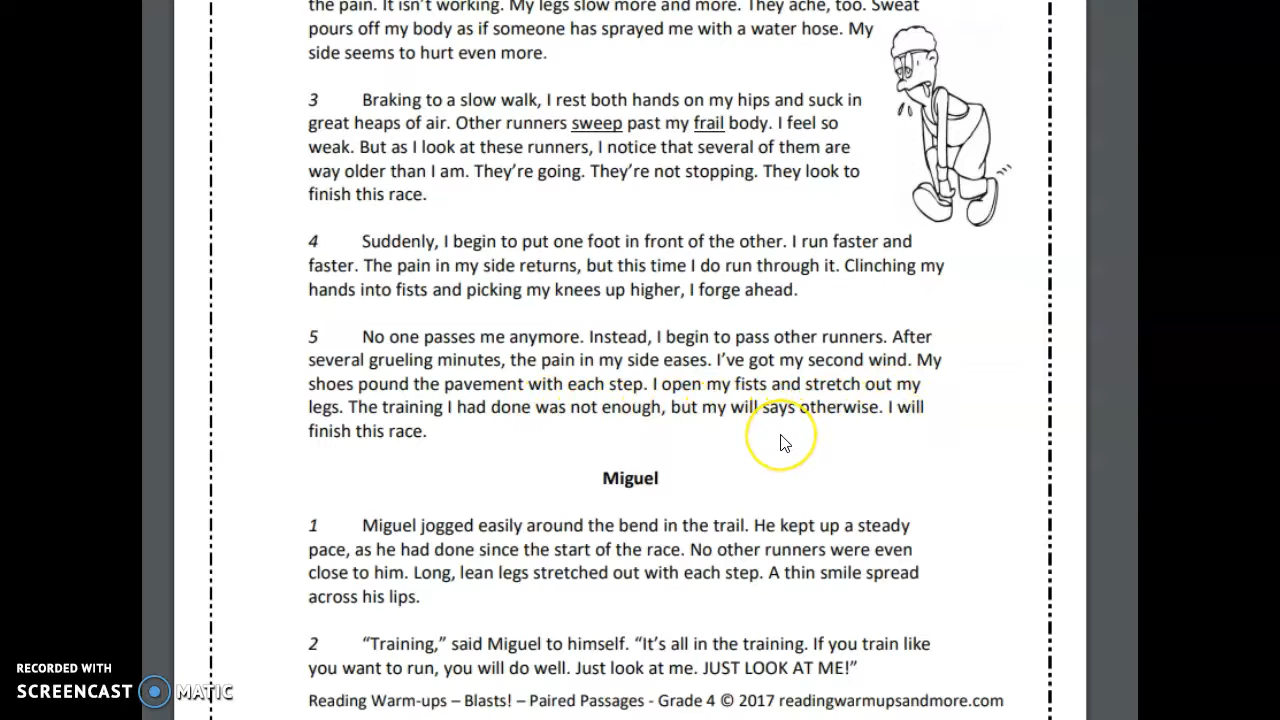 the pain. It isn't working. My legs slow more and more. They ache, too. Sweat
pours off my body as if someone has sprayed me with a water hose. My
side seems to hurt even more.
3 Braking to a slow walk, I rest both hands on my hips and suck in
great heaps of air. Other runners sweep past my frail body. I feel so
weak. But as I look at these runners, I notice that several of them are
way older than I am. They're going. They're not stopping. They look to
finish this race.
4 Suddenly, I begin to put one foot in front of the other. I run faster and
faster. The pain in my side returns, but this time I do run through it. Clinching my
hands into fists and picking my knees up higher, I forge ahead.
5 No one passes me anymore. Instead, I begin to pass other runners. After
several grueling minutes, the pain in my side eases. I've got my second wind. My
shoes pound the pavement with each step. I open my fists and stretch out my
legs. The training I had done was not enough, but my will says otherwise. I will
finish this race.
Miguel
1 Miguel jogged easily around the bend in the trail. He kept up a steady
pace, as he had done since the start of the race. No other runners were even
close to him. Long, lean legs stretched out with each step. A thin smile spread
across his lips.
2 “Training,” said Miguel to himself. “It's all in the training. If you train like
you want to run, you will do well. Just look at me. JUST LOOK AT ME!”
Reading Warm-ups – Blasts! – Paired Passages - Grade 4 © 2017 readingwarmupsandmore.com
RECORDED WITH
SCREENCAST MATIC